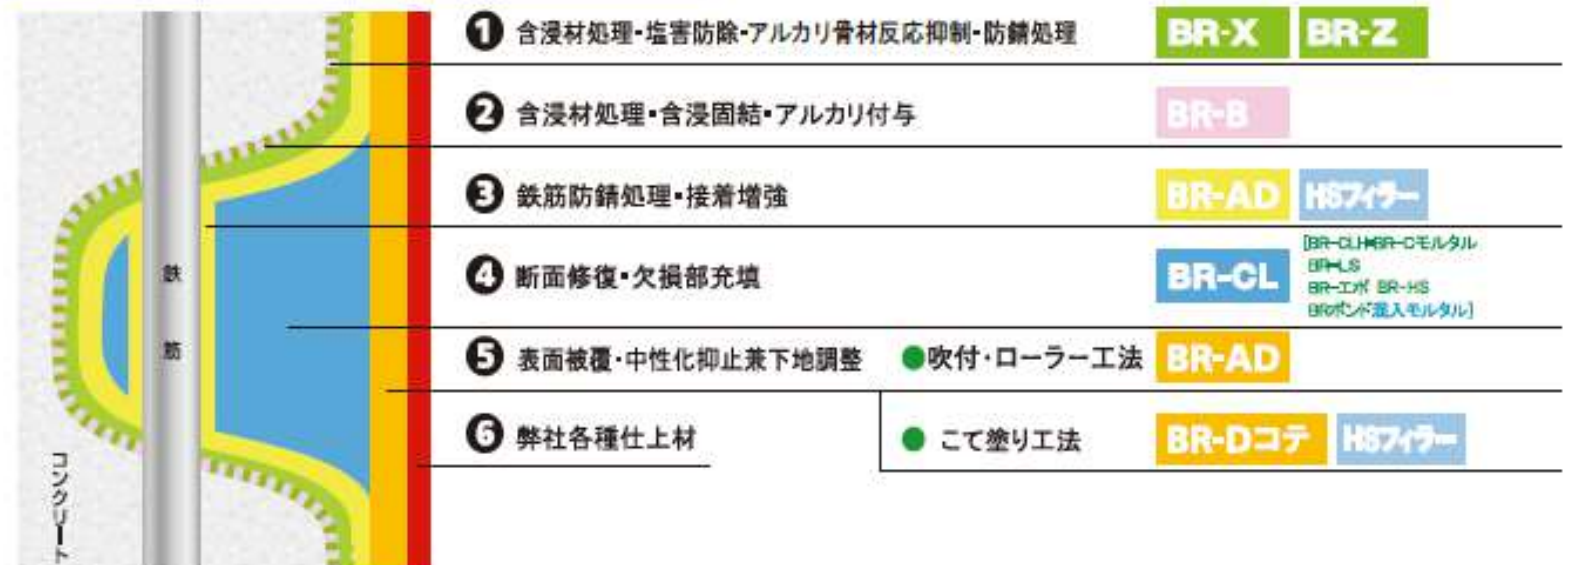 ❶ 含浸材処理・塩害防除・アルカリ骨材反応抑制・防錆処理 BR-X BR-Z
❷ 含浸材処理・含浸固結・アルカリ付与 BR-B
❸ 鉄筋防錆処理・接着増強 BR-AD HSフィラー
❹ 断面修復・欠損部充填 BR-CL
[BR-CLH・BR-Cモルタル
BR-LS
BR-エポ BR-HS
BRボンド混入モルタル]
❺ 表面被覆・中性化抑止兼下地調整 ●吹付・ローラー工法 BR-AD
❻ 弊社各種仕上材 ● こて塗り工法 BR-Dコテ HSフィラー
鉄筋
コンクリート